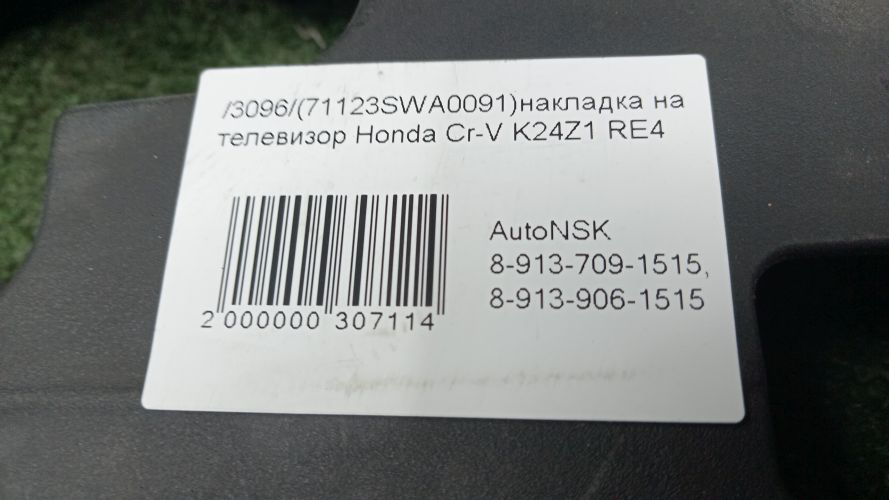 /3096/(71123SWA0091)накладка на
телевизор Honda Cr-V K24Z1 RE4
AutoNSK
8-913-709-1515,
8-913-906-1515
2 000000 307114